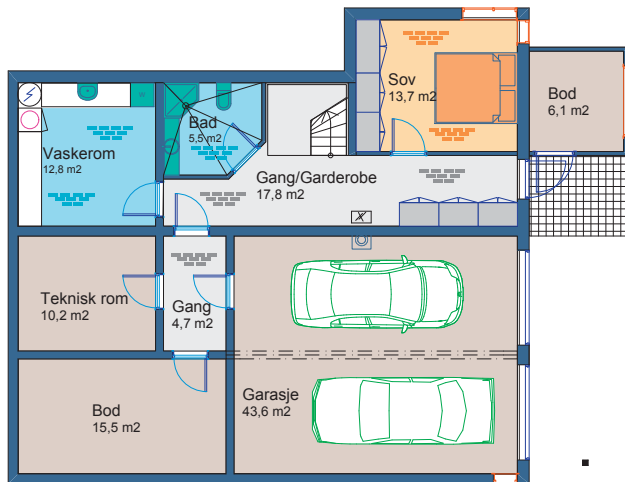 Sov
13,7 m2
Bod
6,1 m2
Bad
5,5 m2
Vaskerom
12,8 m2
Gang/Garderobe
17,8 m2
Teknisk rom
10,2 m2
Gang
4,7 m2
Garasje
43,6 m2
Bod
15,5 m2